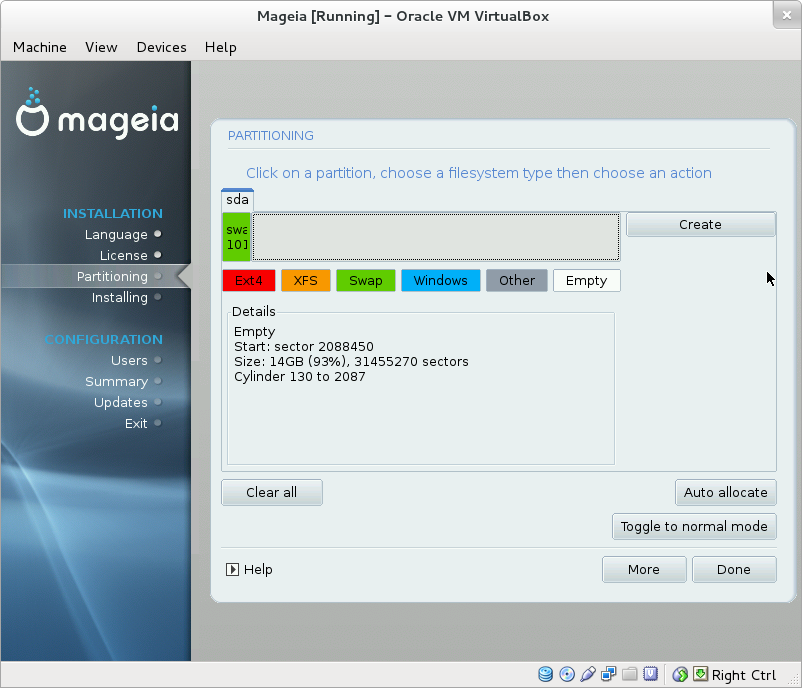 Mageia [Running] – Oracle VM VirtualBox
Machine View Devices Help
mageia
INSTALLATION
Language
License
Partitioning
Installing
CONFIGURATION
Users
Summary
Updates
Exit
PARTITIONING
Click on a partition, choose a filesystem type then choose an action
sda
swa
101
Create
Ext4 XFS Swap Windows Other Empty
Details
Empty
Start: sector 2088450
Size: 14GB (93%), 31455270 sectors
Cylinder 130 to 2087
Clear all Auto allocate
Toggle to normal mode
Help More Done
Right Ctrl